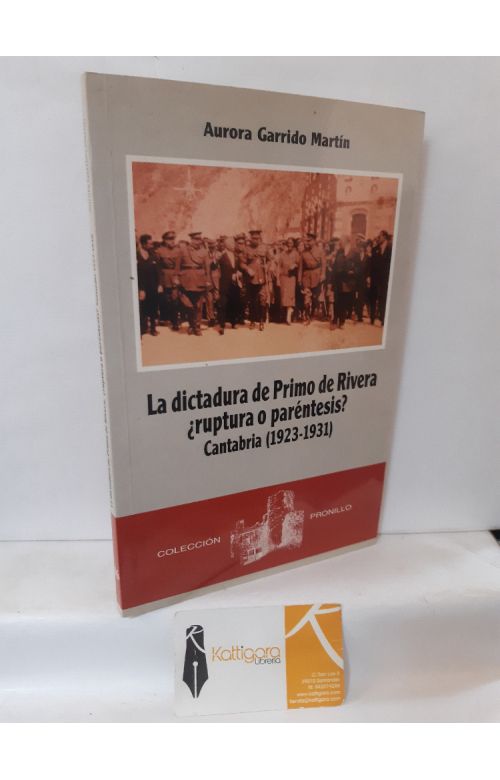 Aurora Garrido Martín
La dictadura de Primo de Rivera
¿ruptura o paréntesis?
Cantabria (1923-1931)
COLECCIÓN PRONILLO
Kattigara
Librería